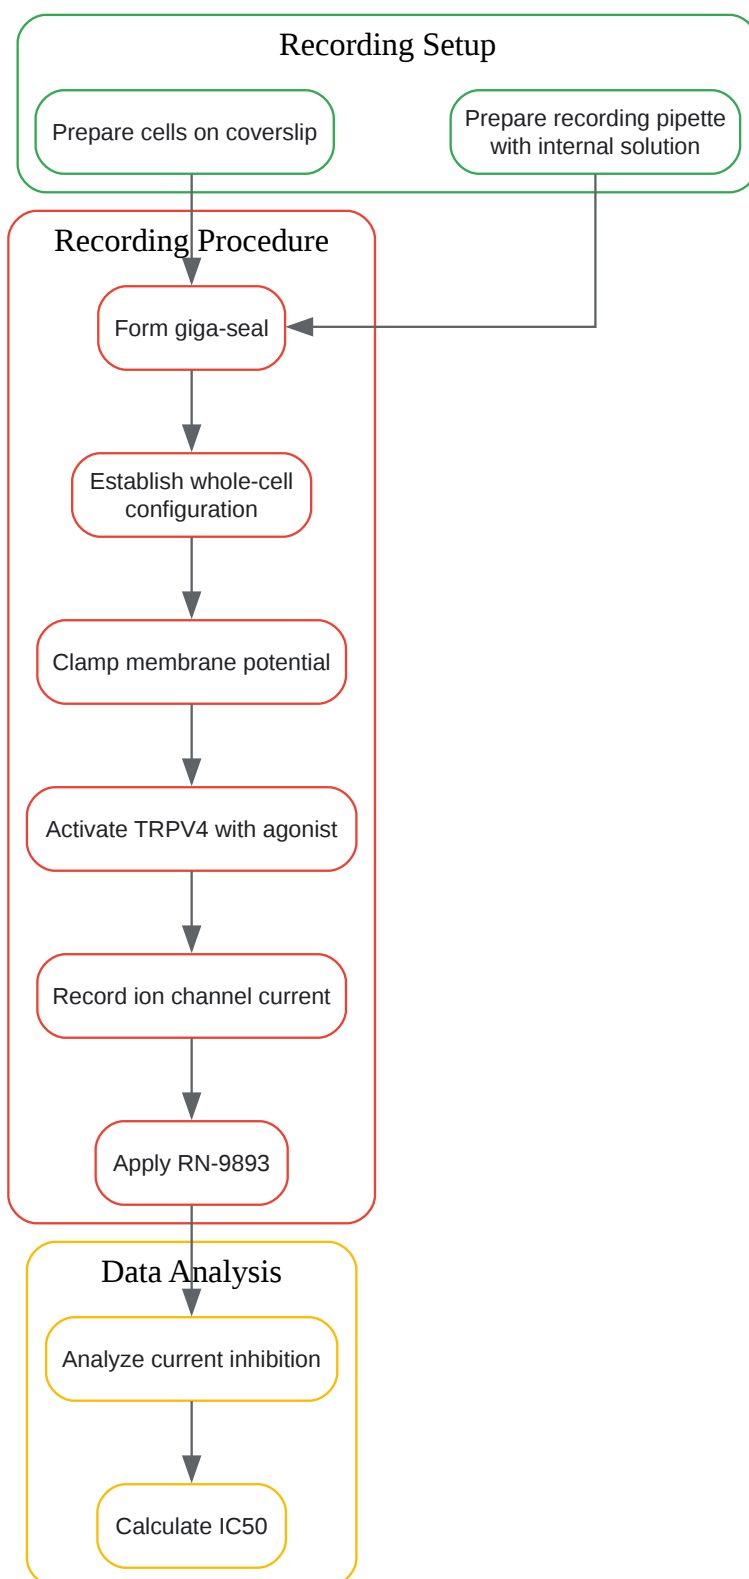 Recording Setup
Prepare cells on coverslip
Prepare recording pipette
with internal solution
Recording Procedure
Form giga-seal
Establish whole-cell
configuration
Clamp membrane potential
Activate TRPV4 with agonist
Record ion channel current
Apply RN-9893
Data Analysis
Analyze current inhibition
Calculate IC50